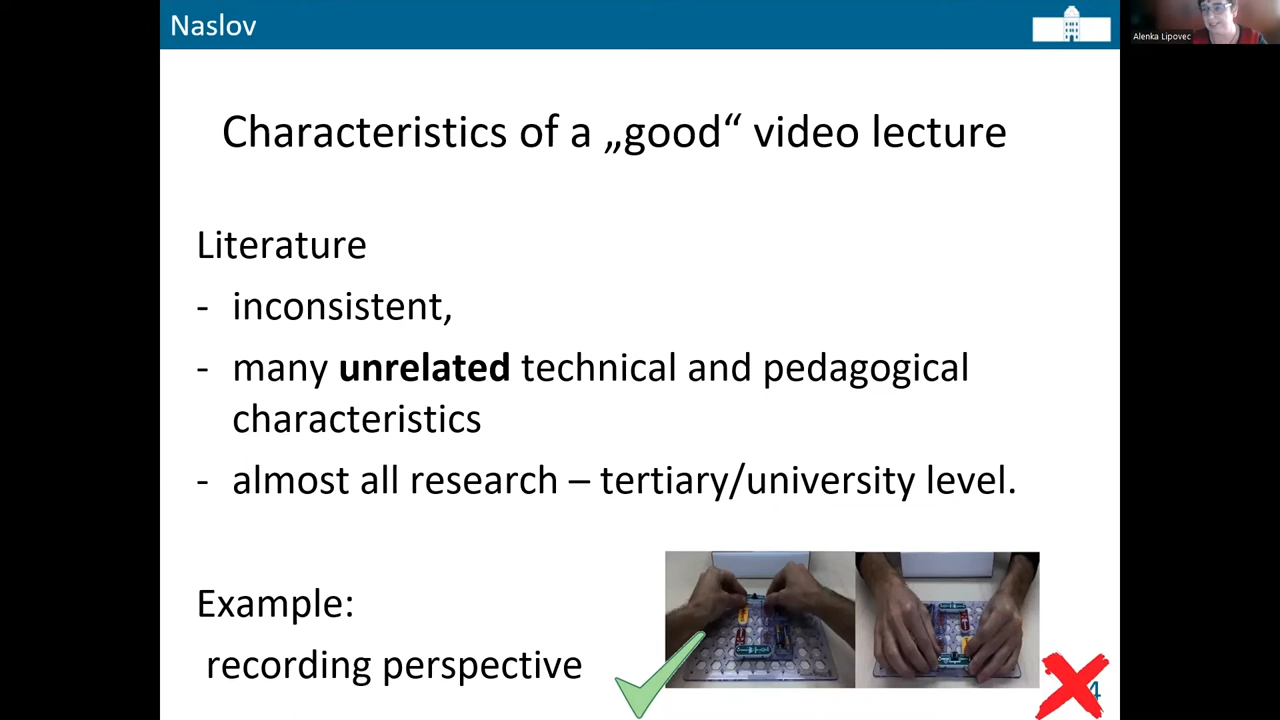 Naslov
Alenka Lipovec
Characteristics of a „good“ video lecture
Literature
- inconsistent,
- many unrelated technical and pedagogical
characteristics
- almost all research – tertiary/university level.
Example:
recording perspective
4